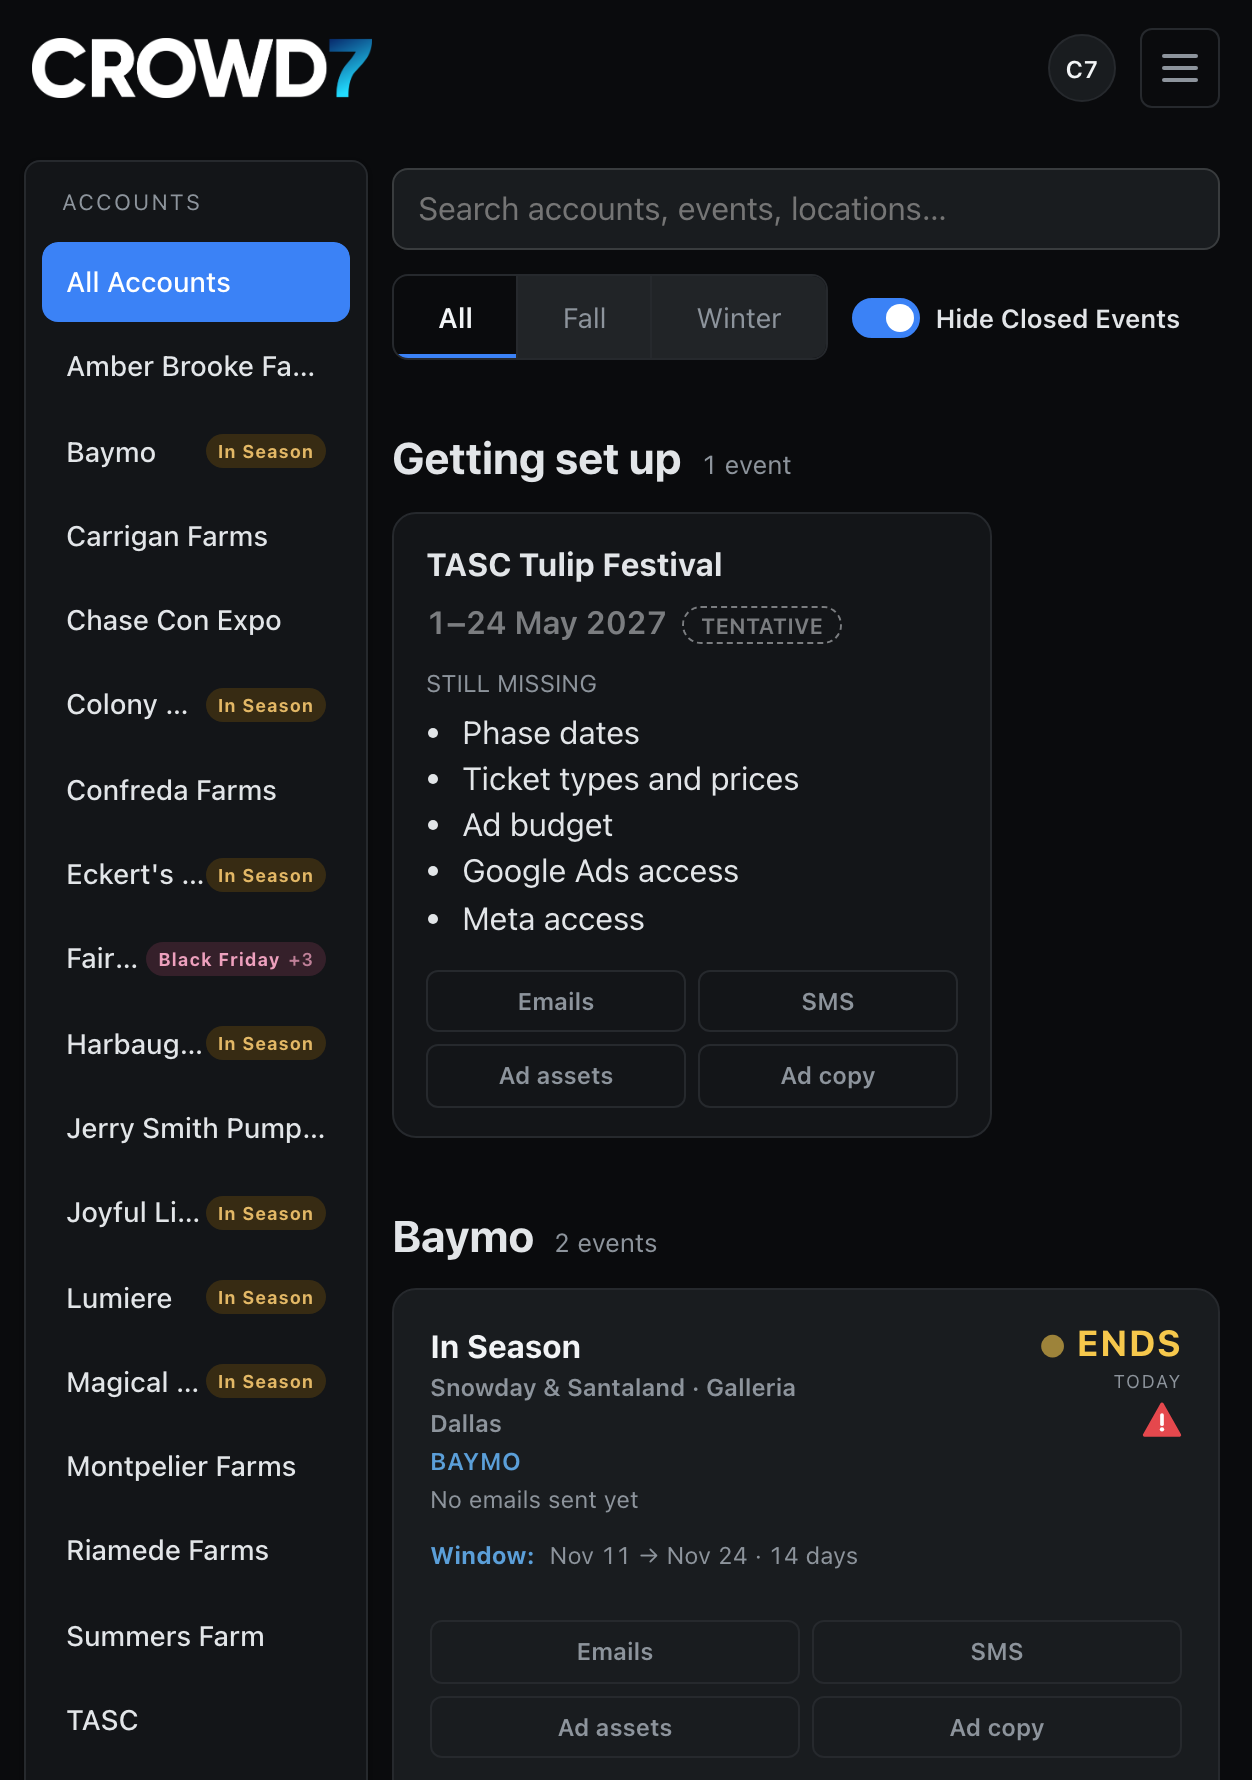 CROWD7
C7
ACCOUNTS
All Accounts
Amber Brooke Fa...
Baymo In Season
Carrigan Farms
Chase Con Expo
Colony ... In Season
Confreda Farms
Eckert's ... In Season
Fair... Black Friday +3
Harbaug... In Season
Jerry Smith Pump...
Joyful Li... In Season
Lumiere In Season
Magical ... In Season
Montpelier Farms
Riamede Farms
Summers Farm
TASC
Search accounts, events, locations...
All Fall Winter Hide Closed Events
Getting set up 1 event
TASC Tulip Festival
1–24 May 2027 TENTATIVE
STILL MISSING
• Phase dates
• Ticket types and prices
• Ad budget
• Google Ads access
• Meta access
Emails SMS
Ad assets Ad copy
Baymo 2 events
In Season
ENDS
TODAY
Snowday & Santaland · Galleria
Dallas
BAYMO
No emails sent yet
Window: Nov 11 → Nov 24 · 14 days
Emails SMS
Ad assets Ad copy